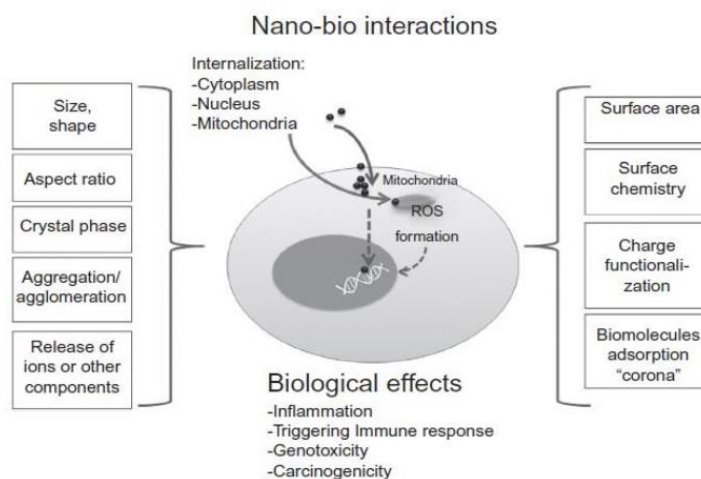 Nano-bio interactions
Internalization:
-Cytoplasm
-Nucleus
-Mitochondria
Size,
shape
Aspect ratio
Crystal phase
Aggregation/
agglomeration
Release of
ions or other
components
Mitochondria
ROS
formation
Surface area
Surface
chemistry
Charge
functionali-
zation
Biomolecules
adsorption
“corona”
Biological effects
-Inflammation
-Triggering Immune response
-Genotoxicity
-Carcinogenicity